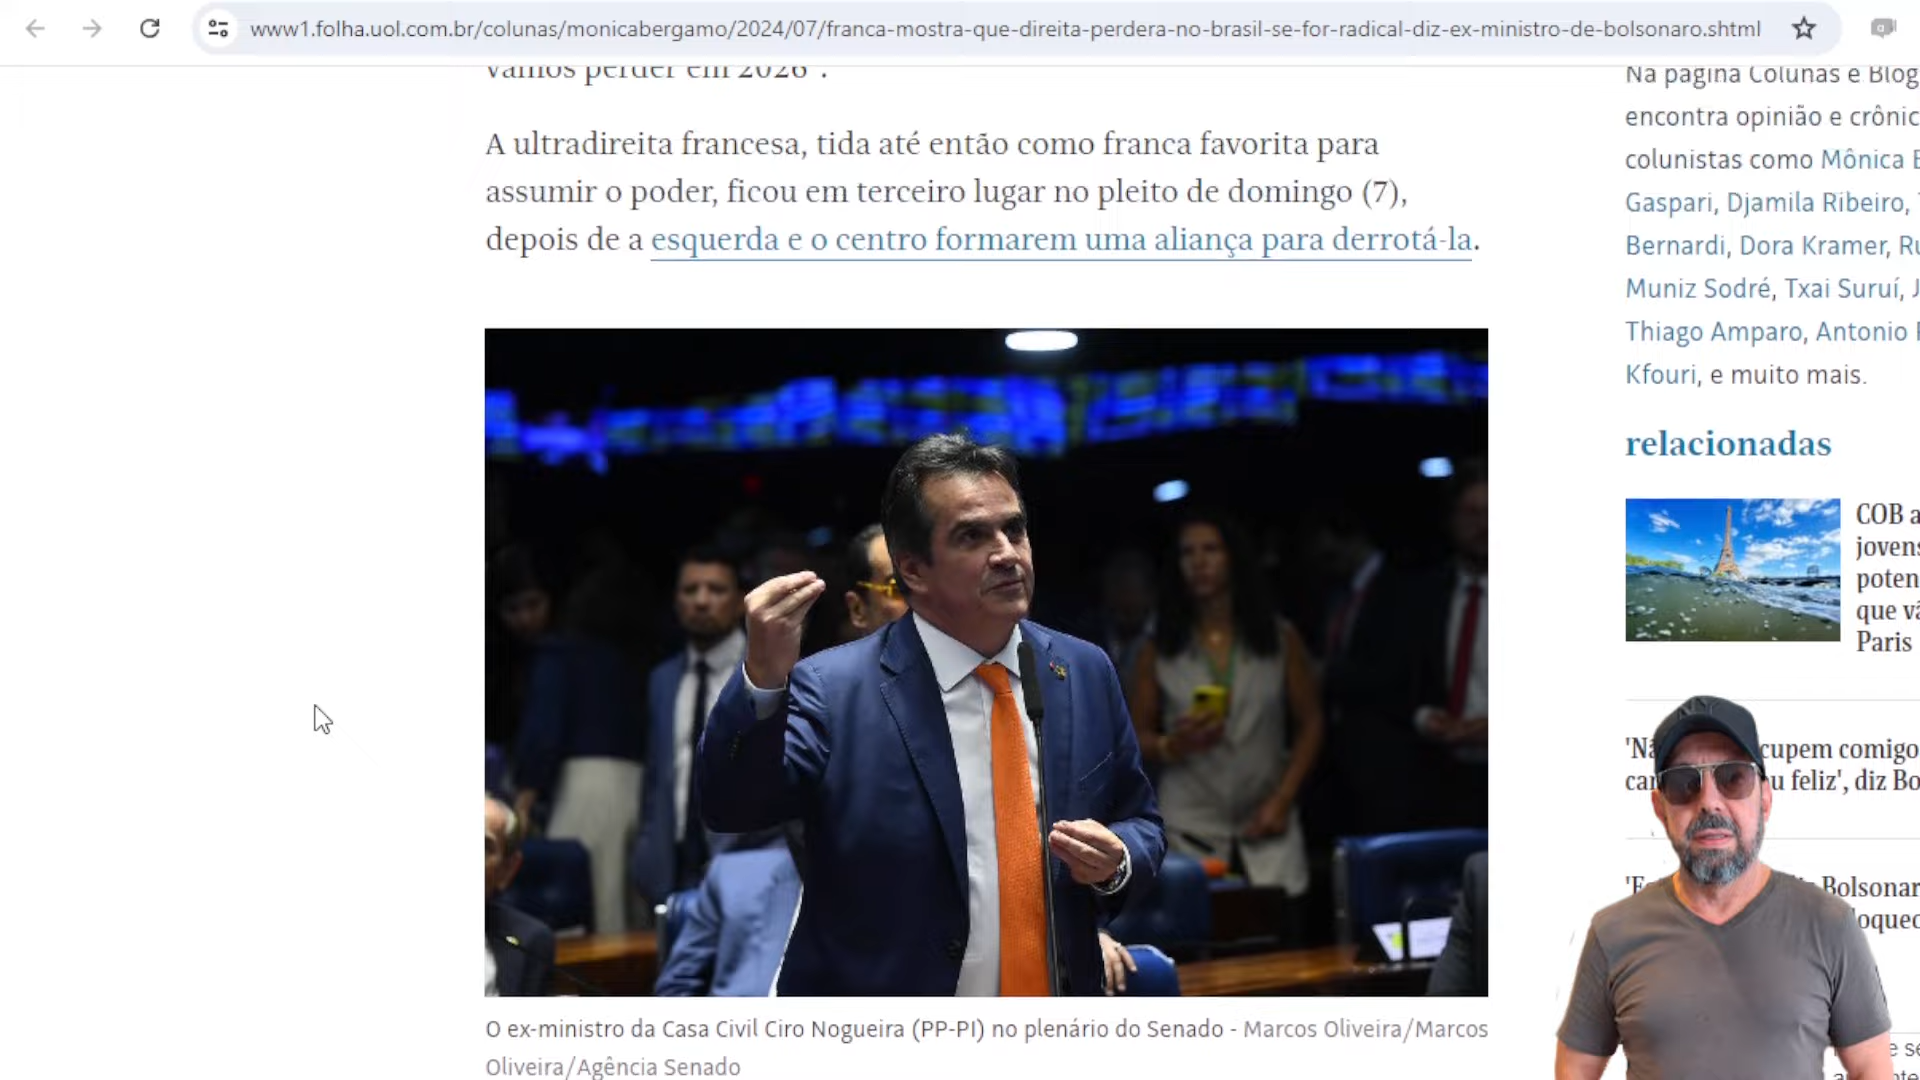 www1.folha.uol.com.br/colunas/monicabergamo/2024/07/franca-mostra-que-direita-perdera-no-brasil-se-for-radical-diz-ex-ministro-de-bolsonaro.shtml
vamos perder em 2026".
A ultradireita francesa, tida até então como franca favorita para
assumir o poder, ficou em terceiro lugar no pleito de domingo (7),
depois de a esquerda e o centro formarem uma aliança para derrotá-la.
O ex-ministro da Casa Civil Ciro Nogueira (PP-PI) no plenário do Senado - Marcos Oliveira/Marcos
Oliveira/Agência Senado
Na página Colunas e Blog
encontra opinião e crônic
colunistas como Mônica B
Gaspari, Djamila Ribeiro,
Bernardi, Dora Kramer, Ru
Muniz Sodré, Txai Suruí, J
Thiago Amparo, Antonio P
Kfouri, e muito mais.
relacionadas
COB a
jovens
poten
que vã
Paris
cupem comigo
u feliz', diz Bo
Bolsonar
loqueo